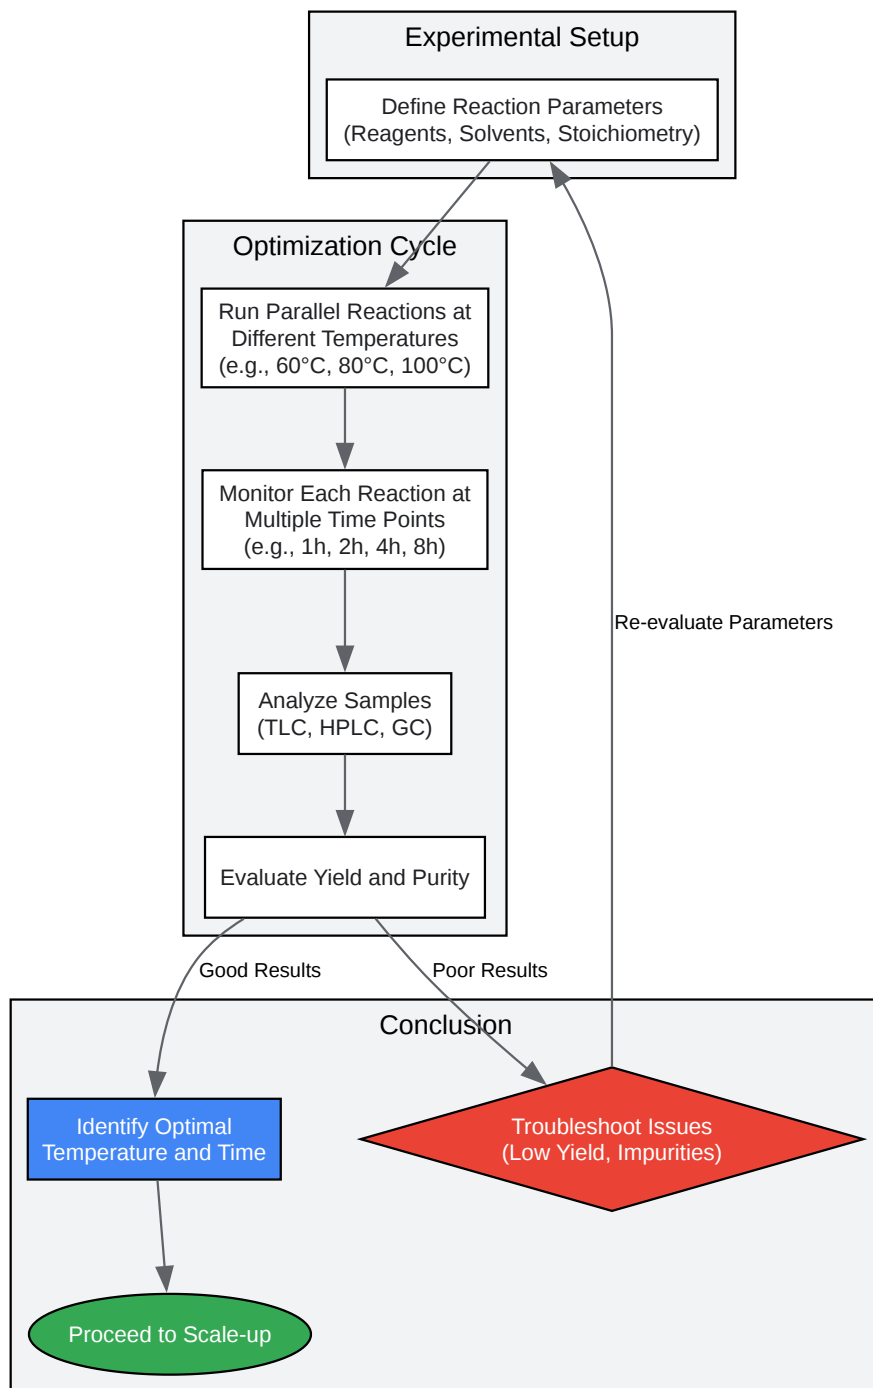 Experimental Setup
Define Reaction Parameters
(Reagents, Solvents, Stoichiometry)
Optimization Cycle
Run Parallel Reactions at
Different Temperatures
(e.g., 60°C, 80°C, 100°C)
Monitor Each Reaction at
Multiple Time Points
(e.g., 1h, 2h, 4h, 8h)
Re-evaluate Parameters
Analyze Samples
(TLC, HPLC, GC)
Evaluate Yield and Purity
Good Results
Poor Results
Conclusion
Identify Optimal
Temperature and Time
Troubleshoot Issues
(Low Yield, Impurities)
Proceed to Scale-up